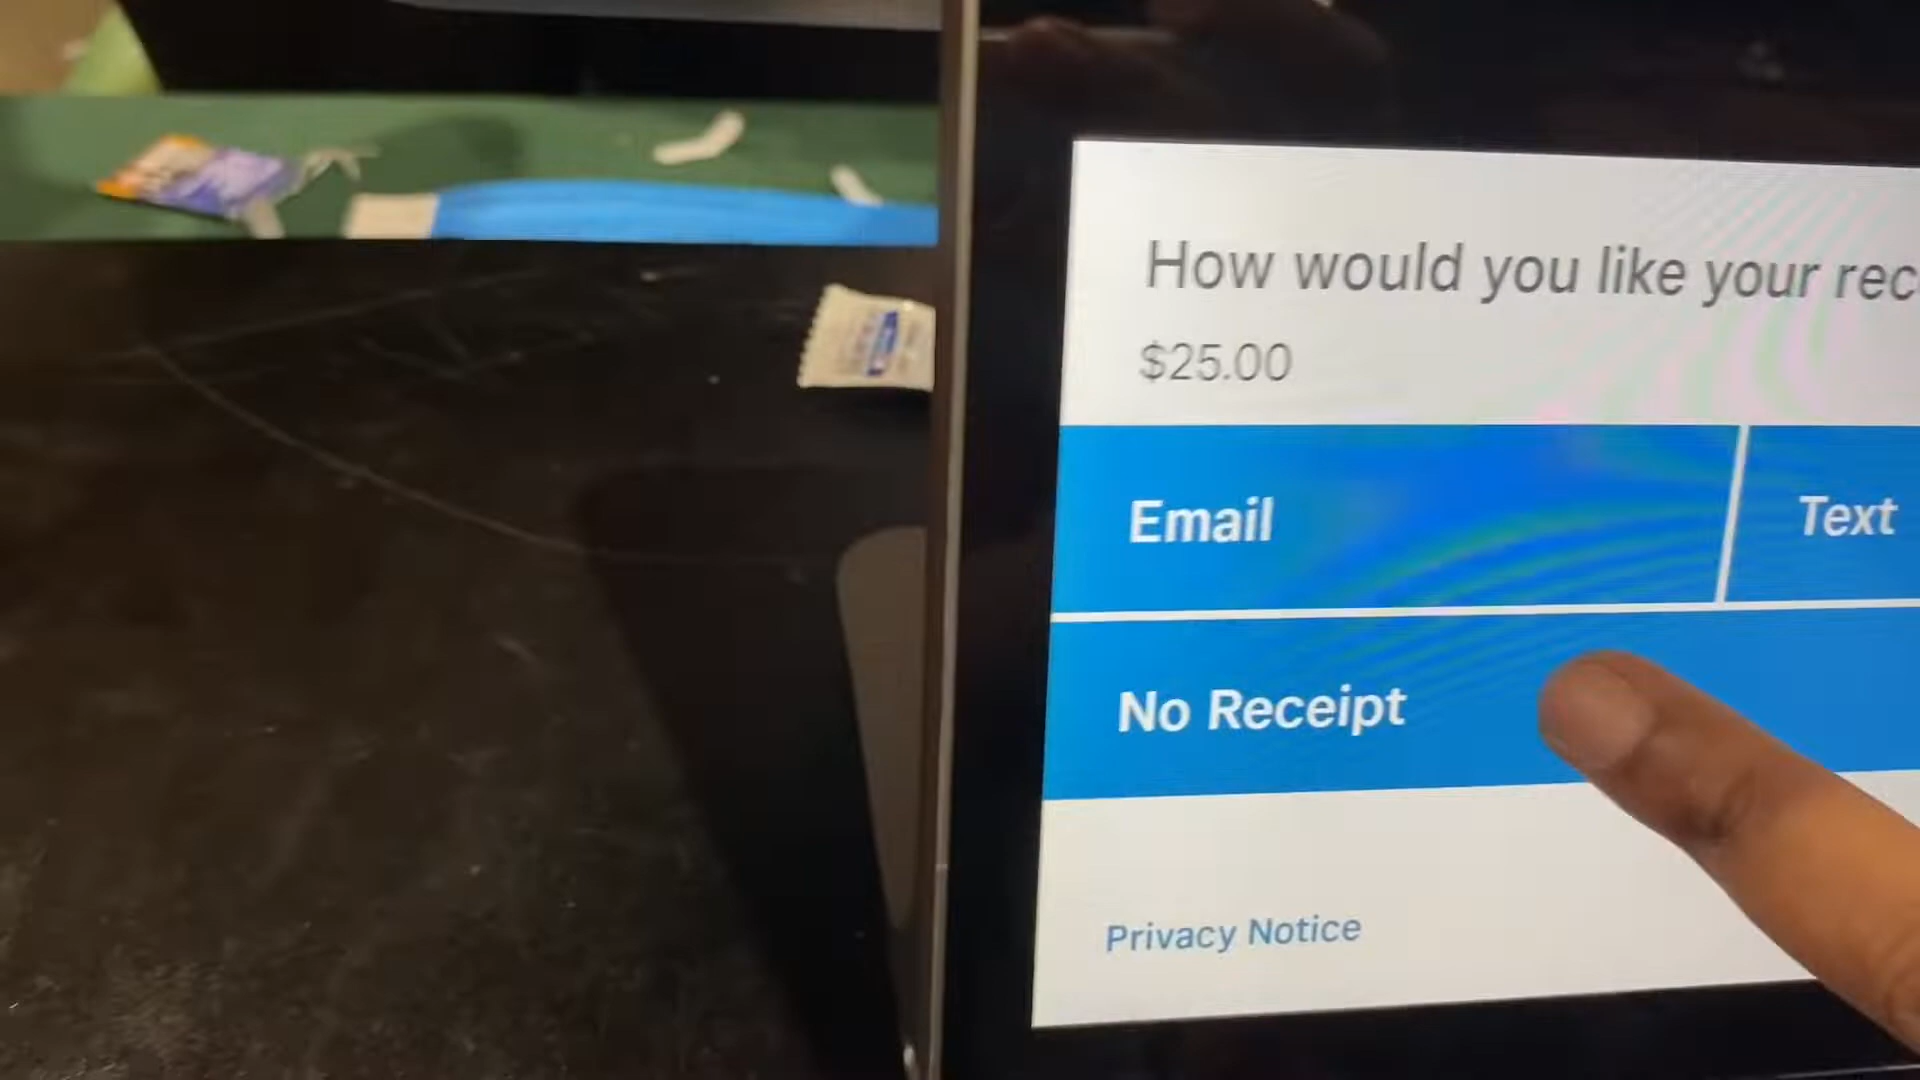 How would you like your rec
$25.00
Email
Text
No Receipt
Privacy Notice